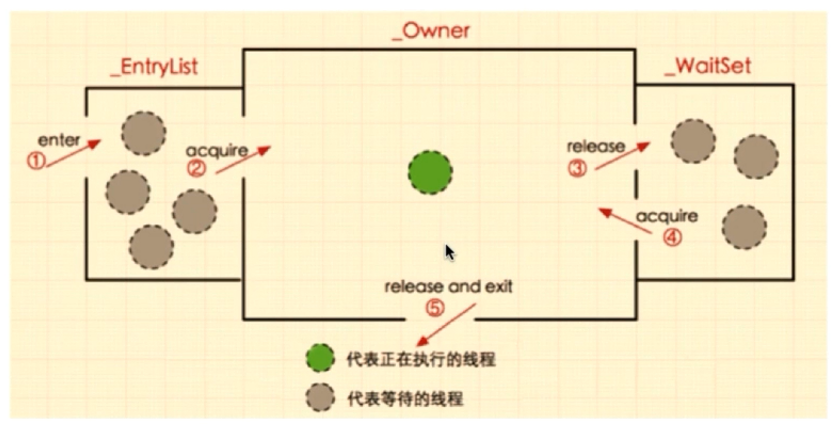 _Owner
_EntryList
_WaitSet
enter
①
acquire
②
release
③
acquire
④
release and exit
⑤
代表正在执行的线程
代表等待的线程